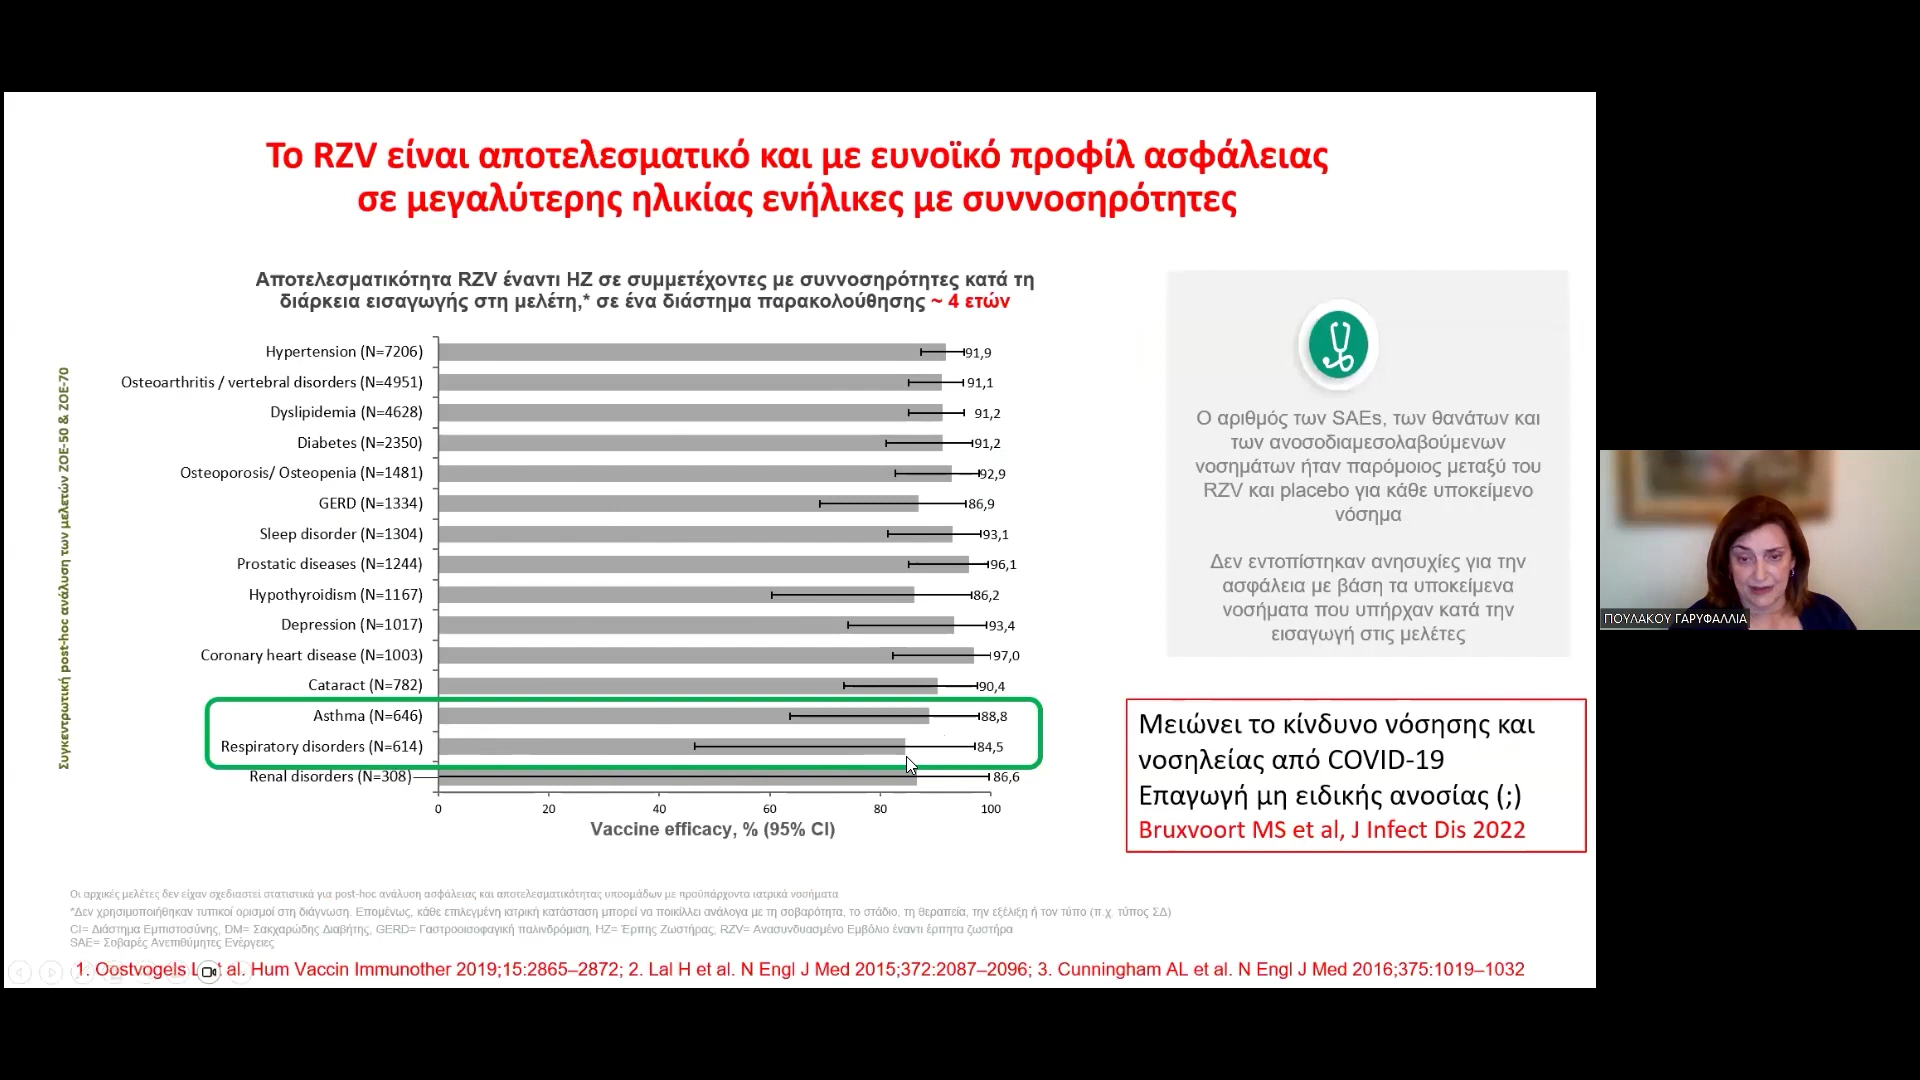 Το RZV είναι αποτελεσματικό και με ευνοϊκό προφίλ ασφάλειας
σε μεγαλύτερης ηλικίας ενήλικες με συννοσηρότητες
Αποτελεσματικότητα RZV έναντι HZ σε συμμετέχοντες με συννοσηρότητες κατά τη
διάρκεια εισαγωγής στη μελέτη,* σε ένα διάστημα παρακολούθησης ~ 4 ετών
Συγκεντρωτική post-hoc ανάλυση των μελετών ZOE-50 & ZOE-70
Hypertension (N=7206) 91,9
Osteoarthritis / vertebral disorders (N=4951) 91,1
Dyslipidemia (N=4628) 91,2
Diabetes (N=2350) 91,2
Osteoporosis/ Osteopenia (N=1481) 92,9
GERD (N=1334) 86,9
Sleep disorder (N=1304) 93,1
Prostatic diseases (N=1244) 96,1
Hypothyroidism (N=1167) 86,2
Depression (N=1017) 93,4
Coronary heart disease (N=1003) 97,0
Cataract (N=782) 90,4
Asthma (N=646) 88,8
Respiratory disorders (N=614) 84,5
Renal disorders (N=308) 86,6
0 20 40 60 80 100
Vaccine efficacy, % (95% CI)
Ο αριθμός των SAEs, των θανάτων και
των ανοσοδιαμεσολαβούμενων
νοσημάτων ήταν παρόμοιος μεταξύ του
RZV και placebo για κάθε υποκείμενο
νόσημα
Δεν εντοπίστηκαν ανησυχίες για την
ασφάλεια με βάση τα υποκείμενα
νοσήματα που υπήρχαν κατά την
εισαγωγή στις μελέτες
Μειώνει το κίνδυνο νόσησης και
νοσηλείας από COVID-19
Επαγωγή μη ειδικής ανοσίας (;)
Bruxvoort MS et al, J Infect Dis 2022
ΠΟΥΛΑΚΟΥ ΓΑΡΥΦΑΛΛΙΑ
Οι αρχικές μελέτες δεν είχαν σχεδιαστεί στατιστικά για post-hoc ανάλυση ασφάλειας και αποτελεσματικότητας υποομάδων με προϋπάρχοντα ιατρικά νοσήματα
*Δεν χρησιμοποιήθηκαν τυπικοί ορισμοί στη διάγνωση. Επομένως, κάθε επιλεγμένη ιατρική κατάσταση μπορεί να ποικίλλει ανάλογα με τη σοβαρότητα, το στάδιο, τη θεραπεία, την εξέλιξη ή τον τύπο (π.χ. τύπος ΣΔ)
CI= Διάστημα Εμπιστοσύνης, DM= Σακχαρώδης Διαβήτης, GERD= Γαστροοισοφαγική παλινδρόμιση, HZ= Έρπης Ζωστήρας, RZV= Ανασυνδυασμένο Εμβόλιο έναντι έρπητα ζωστήρα
SAE= Σοβαρές Ανεπιθύμητες Ενέργειες
1. Oostvogels L et al. Hum Vaccin Immunother 2019;15:2865–2872; 2. Lal H et al. N Engl J Med 2015;372:2087–2096; 3. Cunningham AL et al. N Engl J Med 2016;375:1019–1032